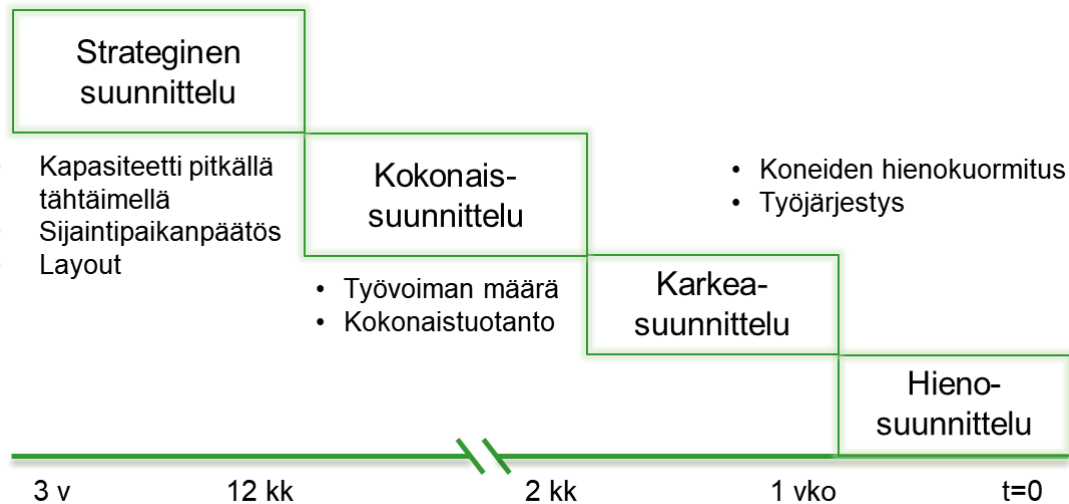 Strateginen
suunnittelu
Kapasiteetti pitkällä
tähtäimellä
Sijaintipaikanpäätös
Layout
Kokonais-
suunnittelu
• Työvoiman määrä
• Kokonaistuotanto
• Koneiden hienokuormitus
• Työjärjestys
Karkea-
suunnittelu
Hieno-
suunnittelu
3 v 12 kk 2 kk 1 vko t=0